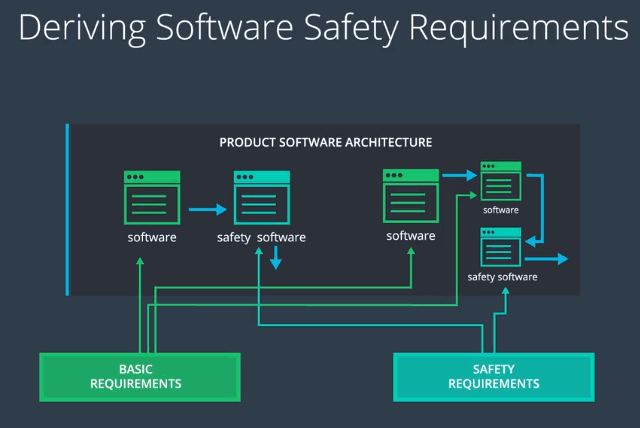 Deriving Software Safety Requirements
PRODUCT SOFTWARE ARCHITECTURE
software
safety software
software
software
safety software
BASIC
REQUIREMENTS
SAFETY
REQUIREMENTS